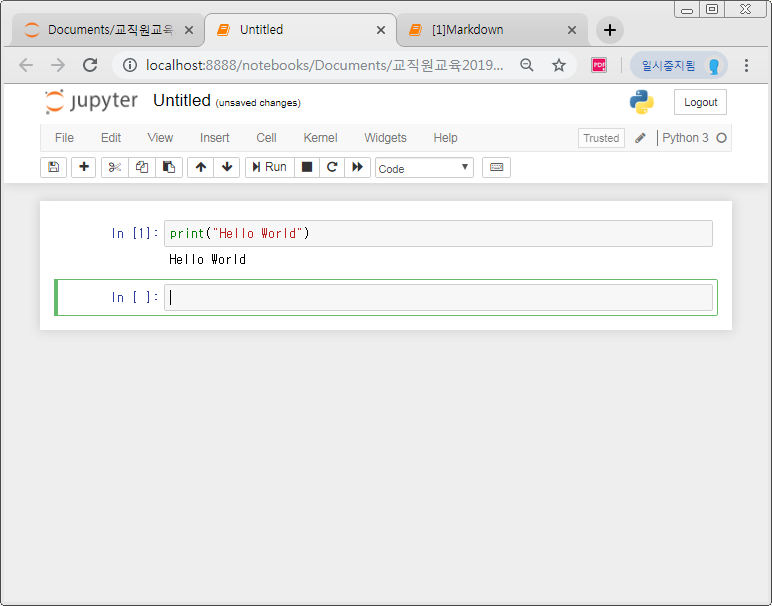 Documents/교직원교육
Untitled
[1]Markdown
localhost:8888/notebooks/Documents/교직원교육2019...
PDF
일시중지됨
jupyter Untitled (unsaved changes)
Logout
File Edit View Insert Cell Kernel Widgets Help
Trusted Python 3
Run
Code
In [1]: print("Hello World")
Hello World
In [ ]: